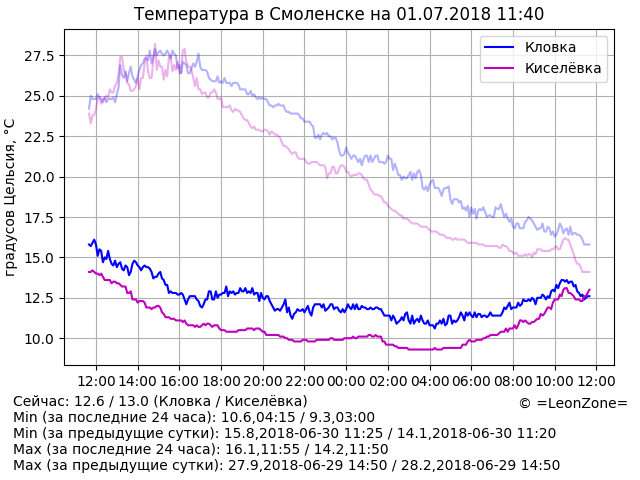 Температура в Смоленске на 01.07.2018 11:40
27.5
25.0
22.5
20.0
17.5
15.0
12.5
10.0
градусов Цельсия, °C
Кловка
Киселёвка
12:00 14:00 16:00 18:00 20:00 22:00 00:00 02:00 04:00 06:00 08:00 10:00 12:00
Сейчас: 12.6 / 13.0 (Кловка / Киселёвка)
© =LeonZone=
Min (за последние 24 часа): 10.6,04:15 / 9.3,03:00
Min (за предыдущие сутки): 15.8,2018-06-30 11:25 / 14.1,2018-06-30 11:20
Max (за последние 24 часа): 16.1,11:55 / 14.2,11:50
Max (за предыдущие сутки): 27.9,2018-06-29 14:50 / 28.2,2018-06-29 14:50